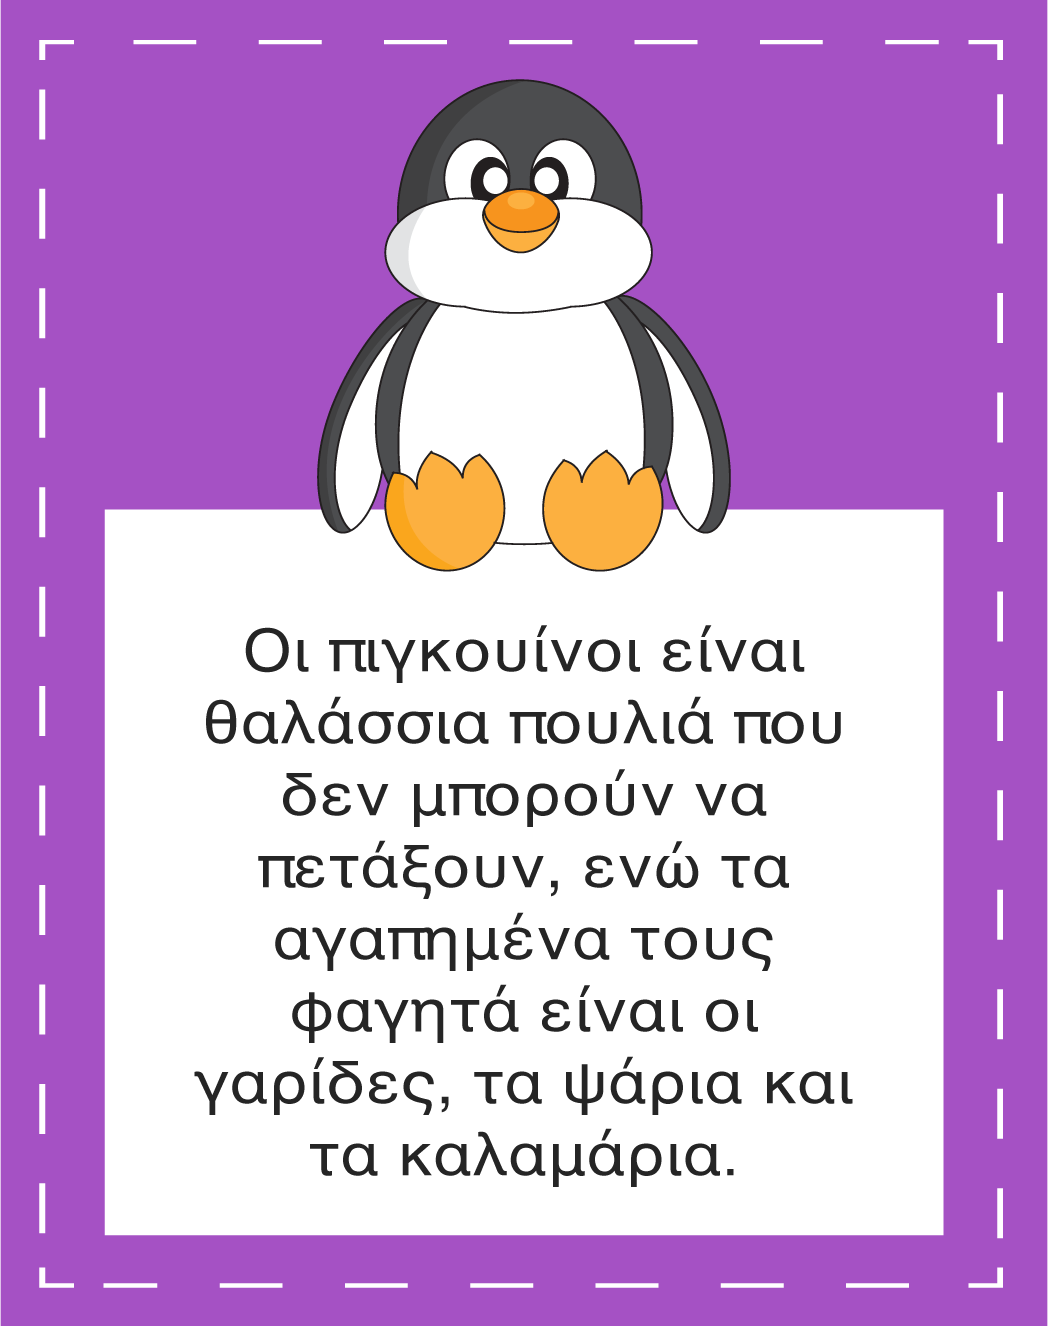 Οι πιγκουίνοι είναι
θαλάσσια πουλιά που
δεν μπορούν να
πετάξουν, ενώ τα
αγαπημένα τους
φαγητά είναι οι
γαρίδες, τα ψάρια και
τα καλαμάρια.